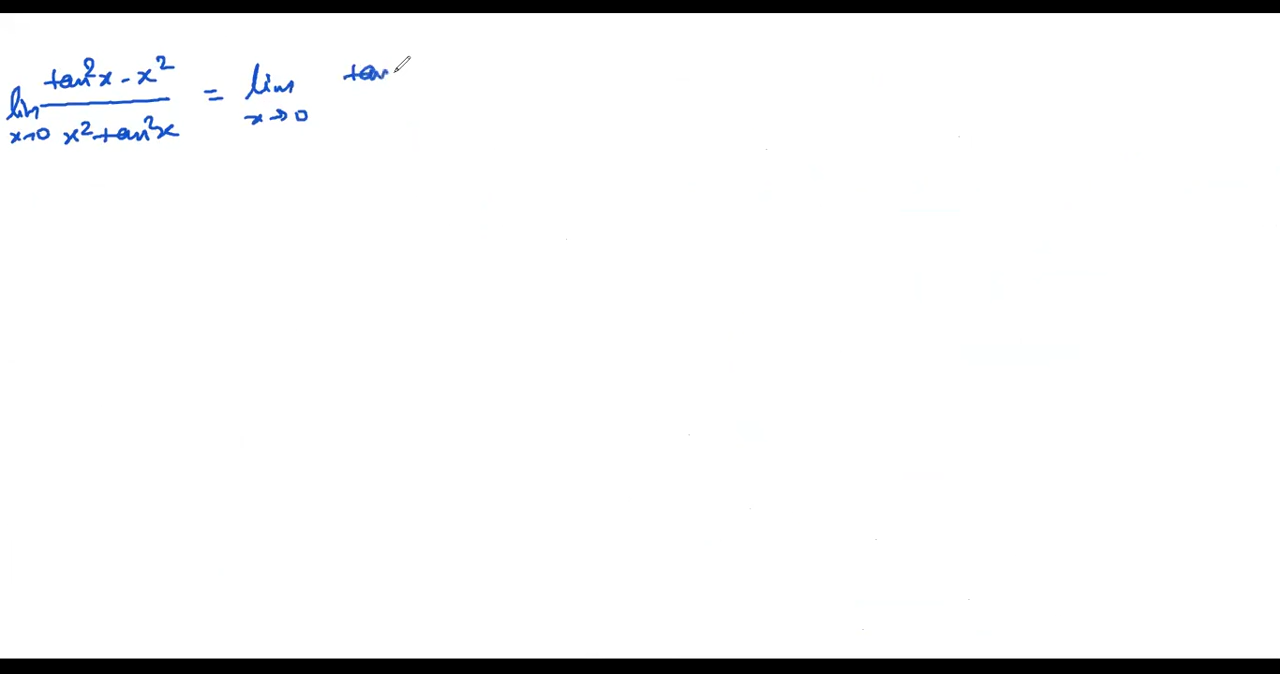 lim x→0 (tan²x - x²)/(x² tan²x) = lim x→0 tan